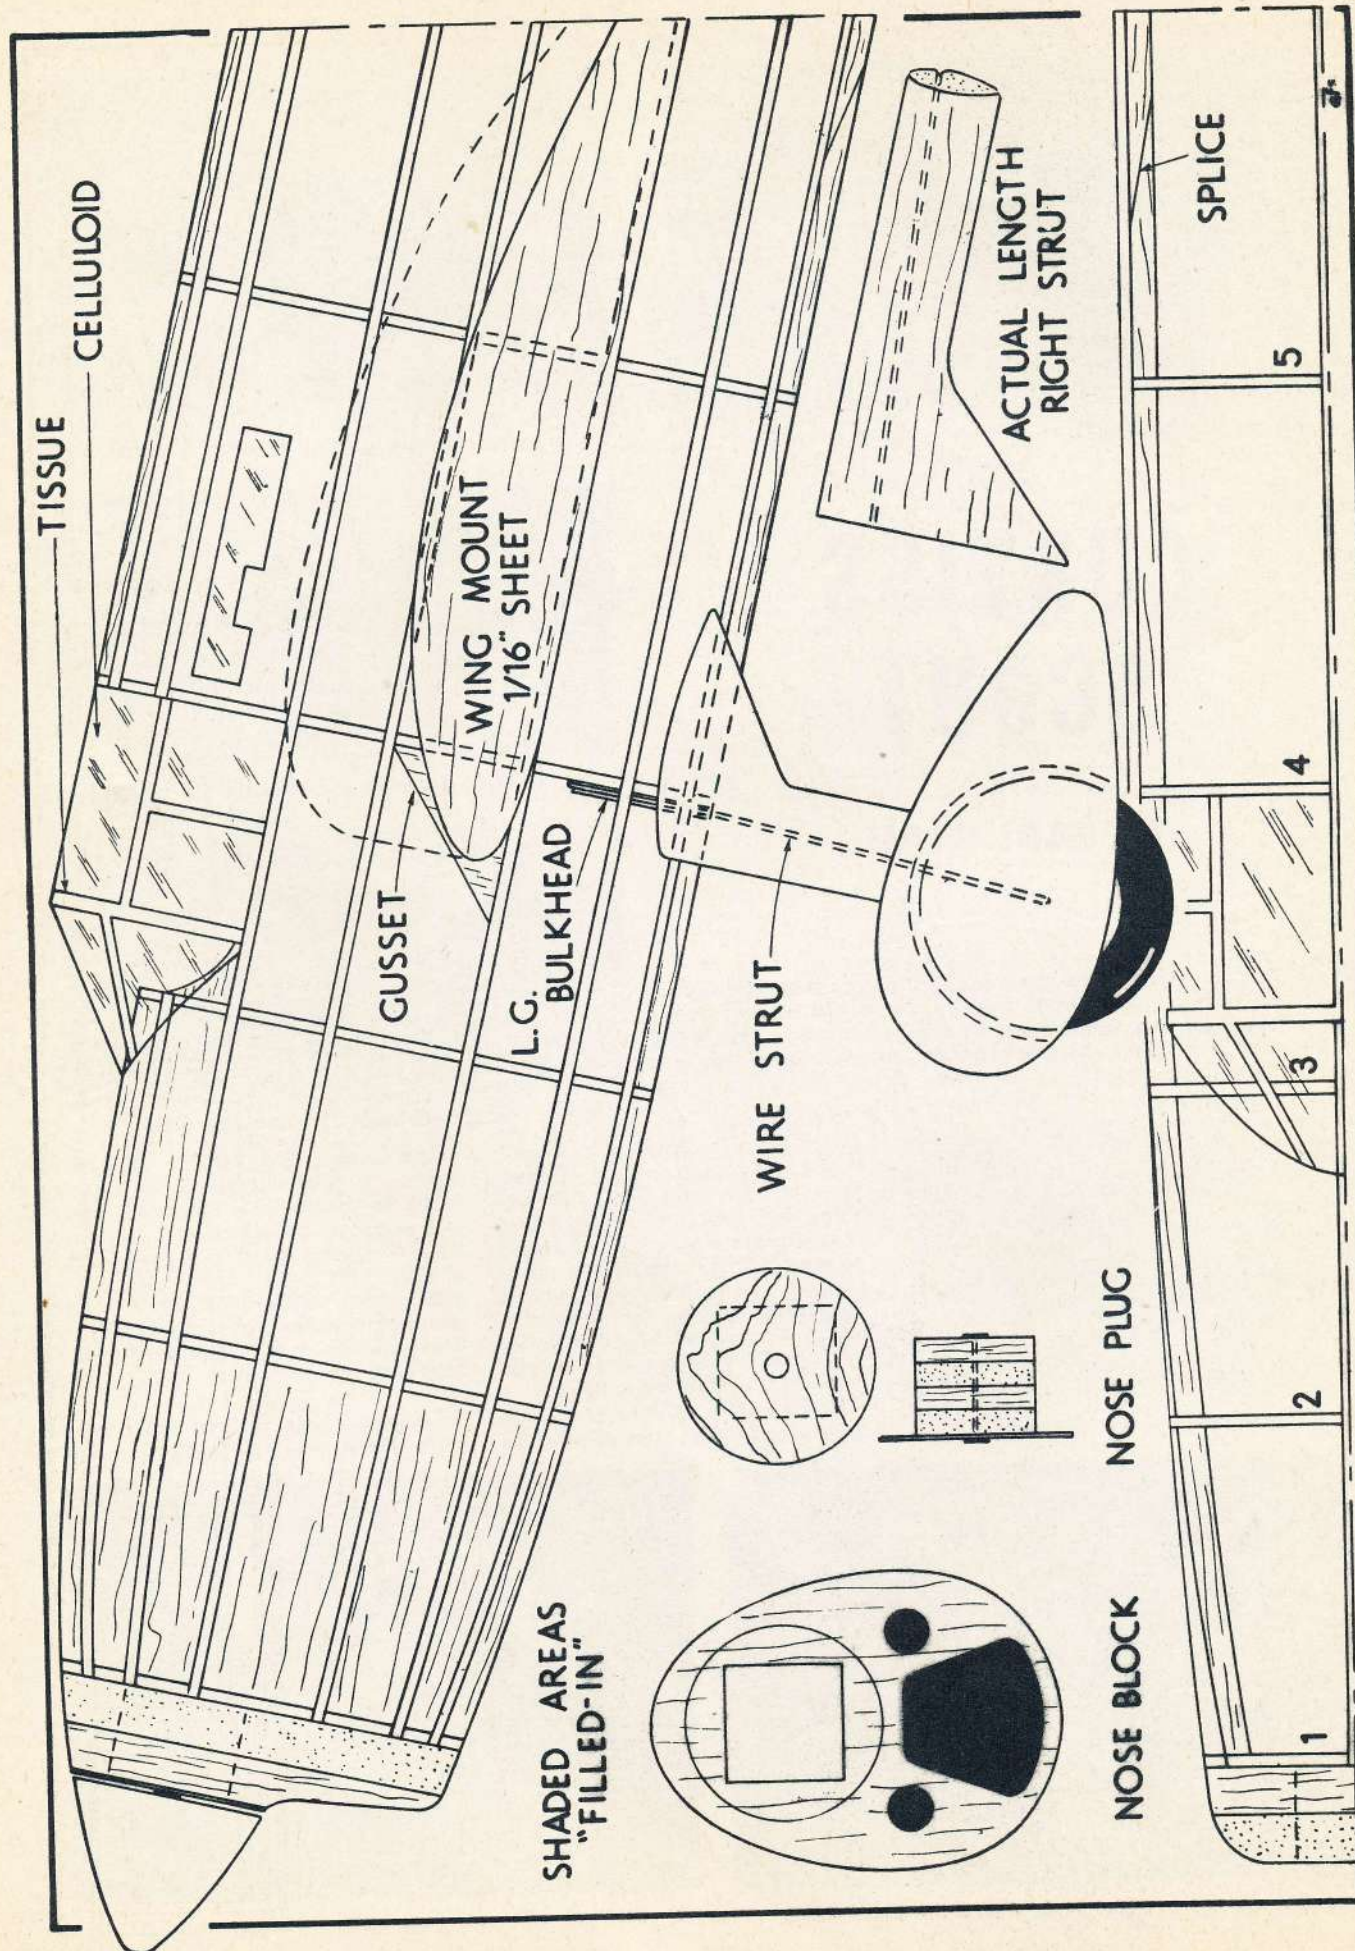 TISSUE
CELLULOID
GUSSET
WING MOUNT
1/16" SHEET
L.G.
BULKHEAD
WIRE STRUT
ACTUAL LENGTH
RIGHT STRUT
SHADED AREAS
"FILLED-IN"
NOSE BLOCK
NOSE PLUG
SPLICE
1
2
3
4
5